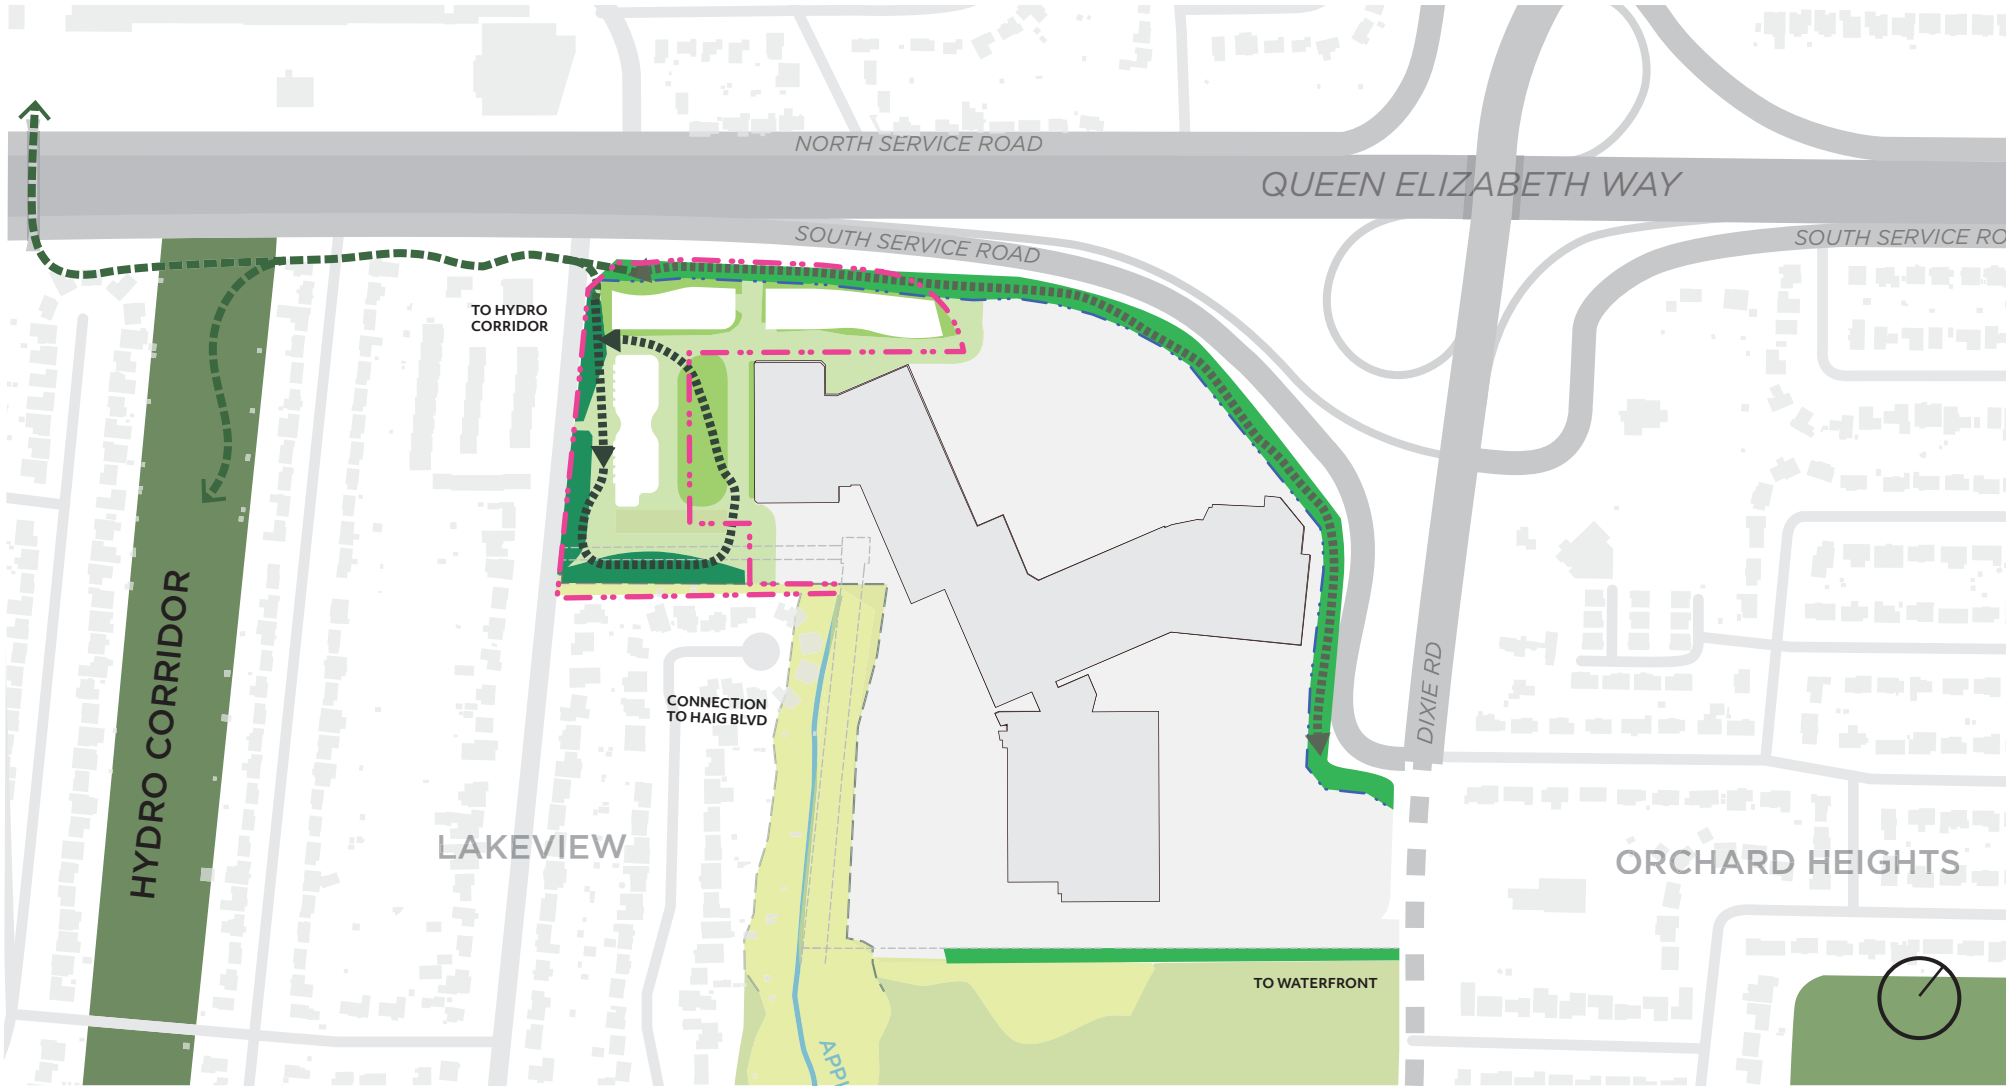 NORTH SERVICE ROAD
QUEEN ELIZABETH WAY
SOUTH SERVICE ROAD
SOUTH SERVICE RO
TO HYDRO
CORRIDOR
HYDRO CORRIDOR
CONNECTION
TO HAIG BLVD
DIXIE RD
LAKEVIEW
ORCHARD HEIGHTS
TO WATERFRONT
APPL